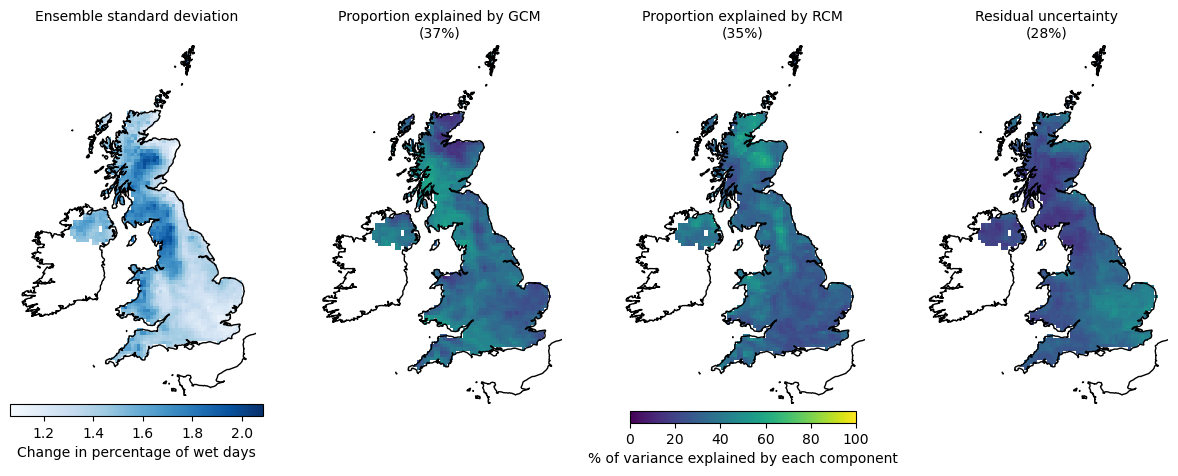 Ensemble standard deviation
Proportion explained by GCM
(37%)
Proportion explained by RCM
(35%)
Residual uncertainty
(28%)
1.2 1.4 1.6 1.8 2.0
Change in percentage of wet days
0 20 40 60 80 100
% of variance explained by each component